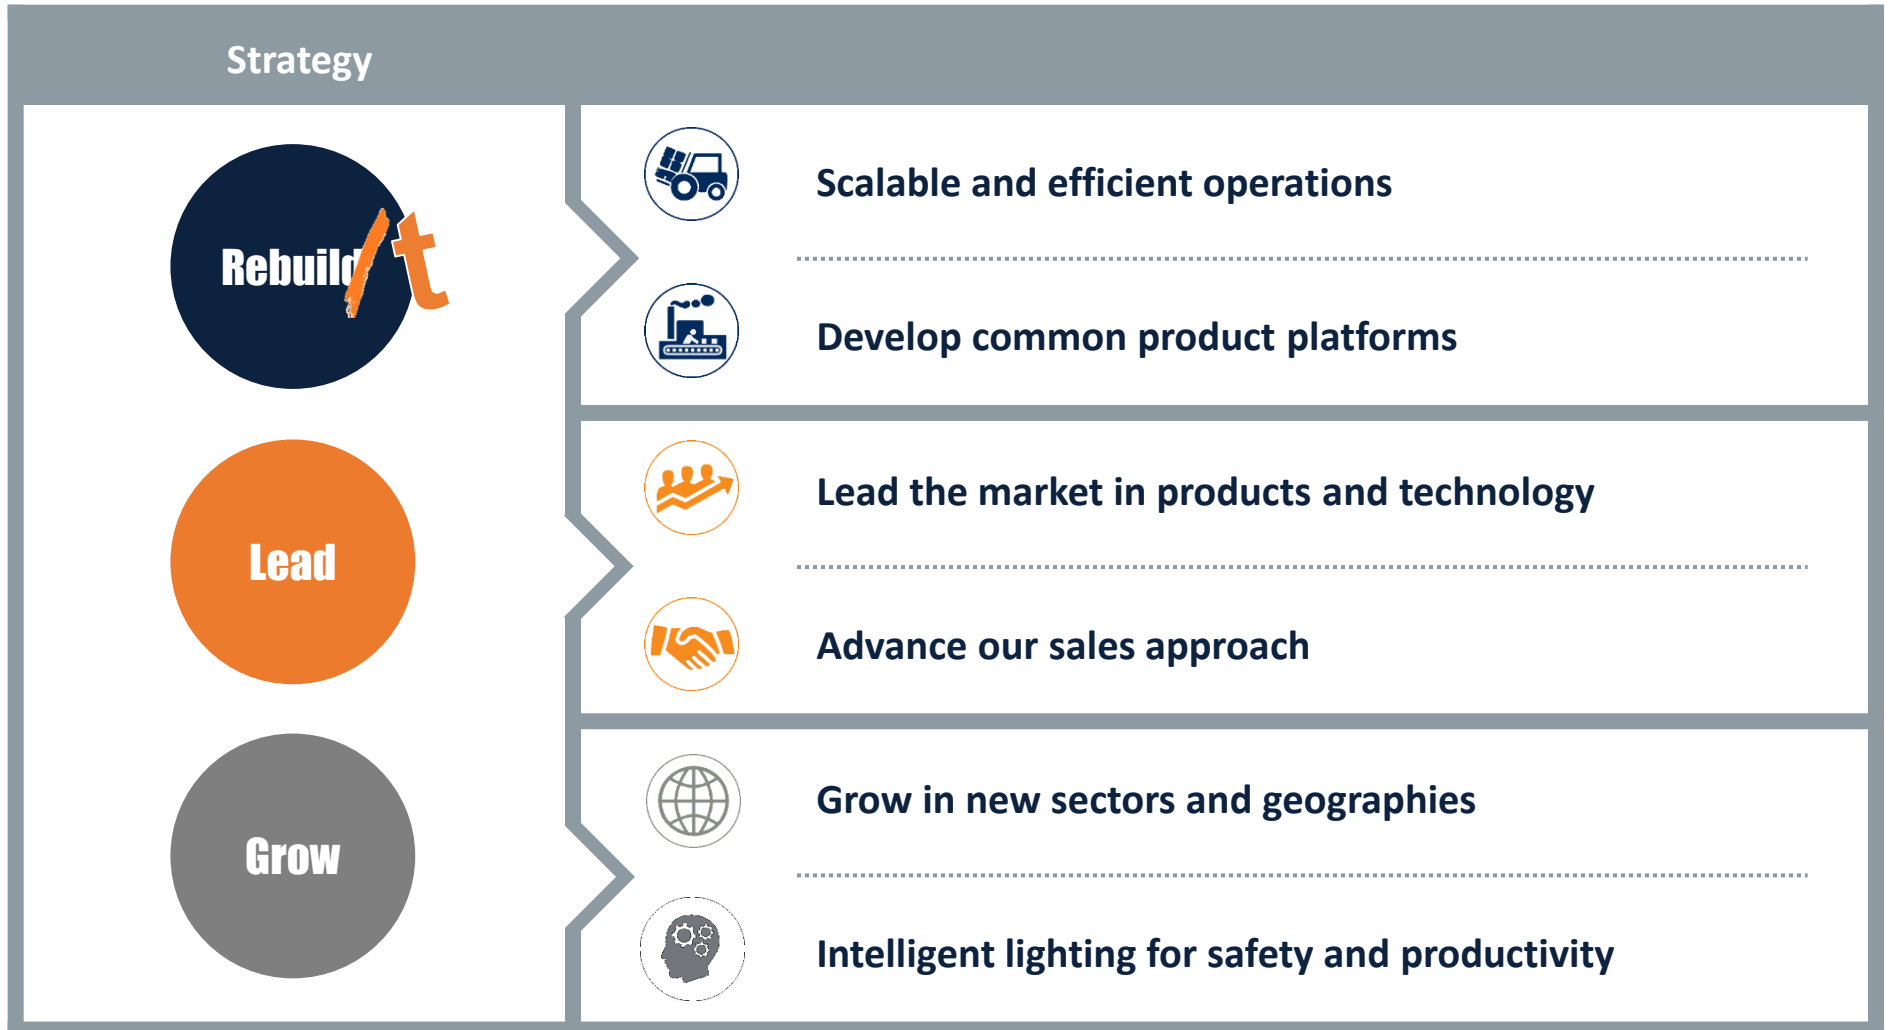 Strategy
Rebuild/t
Scalable and efficient operations
Develop common product platforms
Lead
Lead the market in products and technology
Advance our sales approach
Grow
Grow in new sectors and geographies
Intelligent lighting for safety and productivity